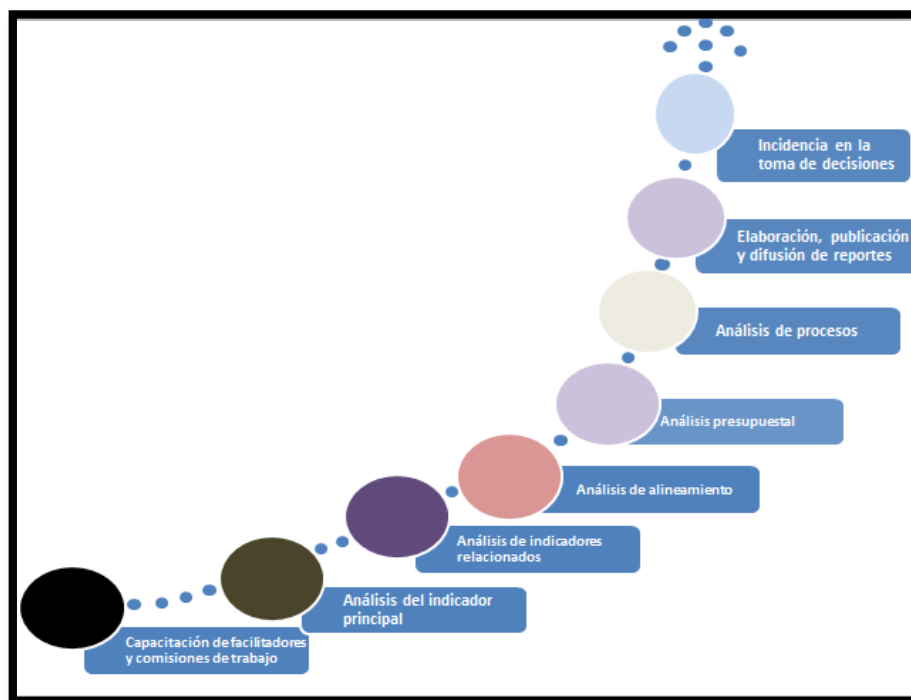 Incidencia en la
toma de decisiones
Elaboración, publicación
y difusión de reportes
Análisis de procesos
Análisis presupuestal
Análisis de alineamiento
Análisis de indicadores
relacionados
Análisis del indicador
principal
Capacitación de facilitadores
y comisiones de trabajo